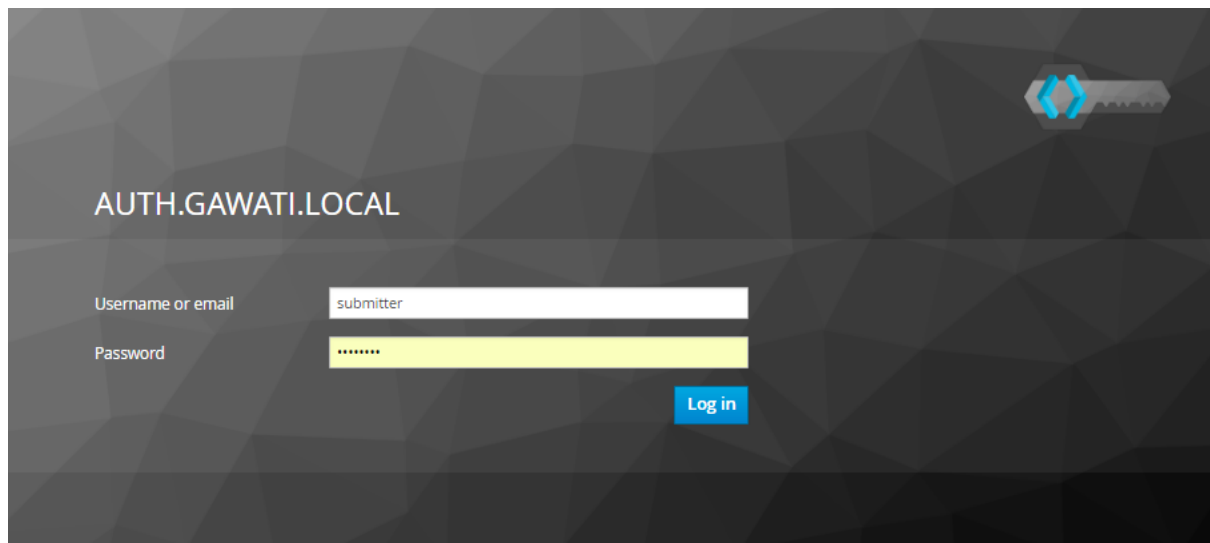 AUTH.GAWATI.LOCAL
Username or email
submitter
Password
••••••••
Log in